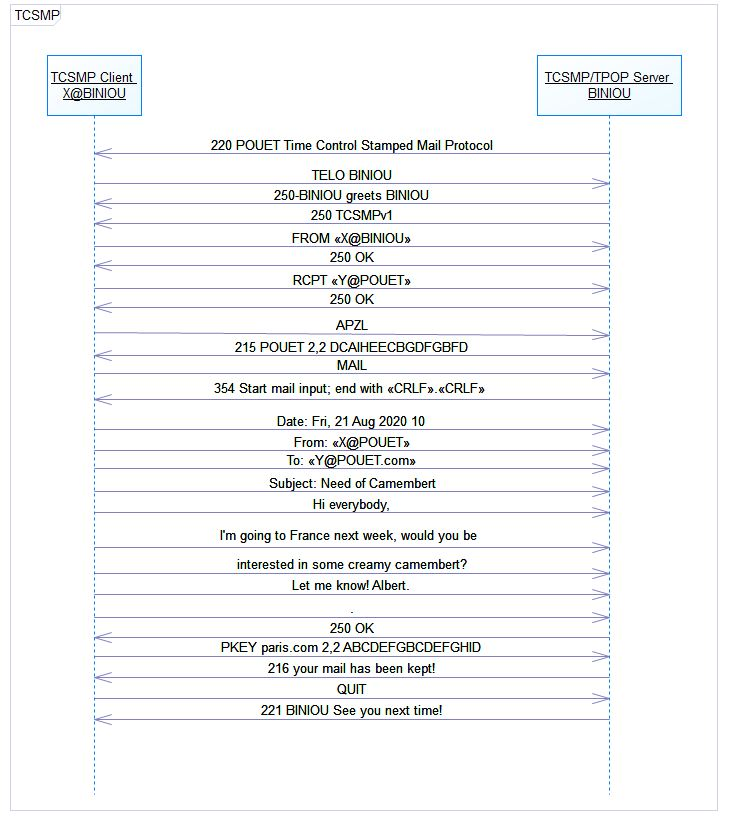 TCSMP
TCSMP Client
X@BINIOU
TCSMP/TPOP Server
BINIOU
220 POUET Time Control Stamped Mail Protocol
TELO BINIOU
250-BINIOU greets BINIOU
250 TCSMPv1
FROM «X@BINIOU»
250 OK
RCPT «Y@POUET»
250 OK
APZL
215 POUET 2,2 DCAIHEECBGDFGBFD
MAIL
354 Start mail input; end with «CRLF».«CRLF»
Date: Fri, 21 Aug 2020 10
From: «X@POUET»
To: «Y@POUET.com»
Subject: Need of Camembert
Hi everybody,
I'm going to France next week, would you be
interested in some creamy camembert?
Let me know! Albert.
.
250 OK
PKEY paris.com 2,2 ABCDEFGBCDEFGHID
216 your mail has been kept!
QUIT
221 BINIOU See you next time!